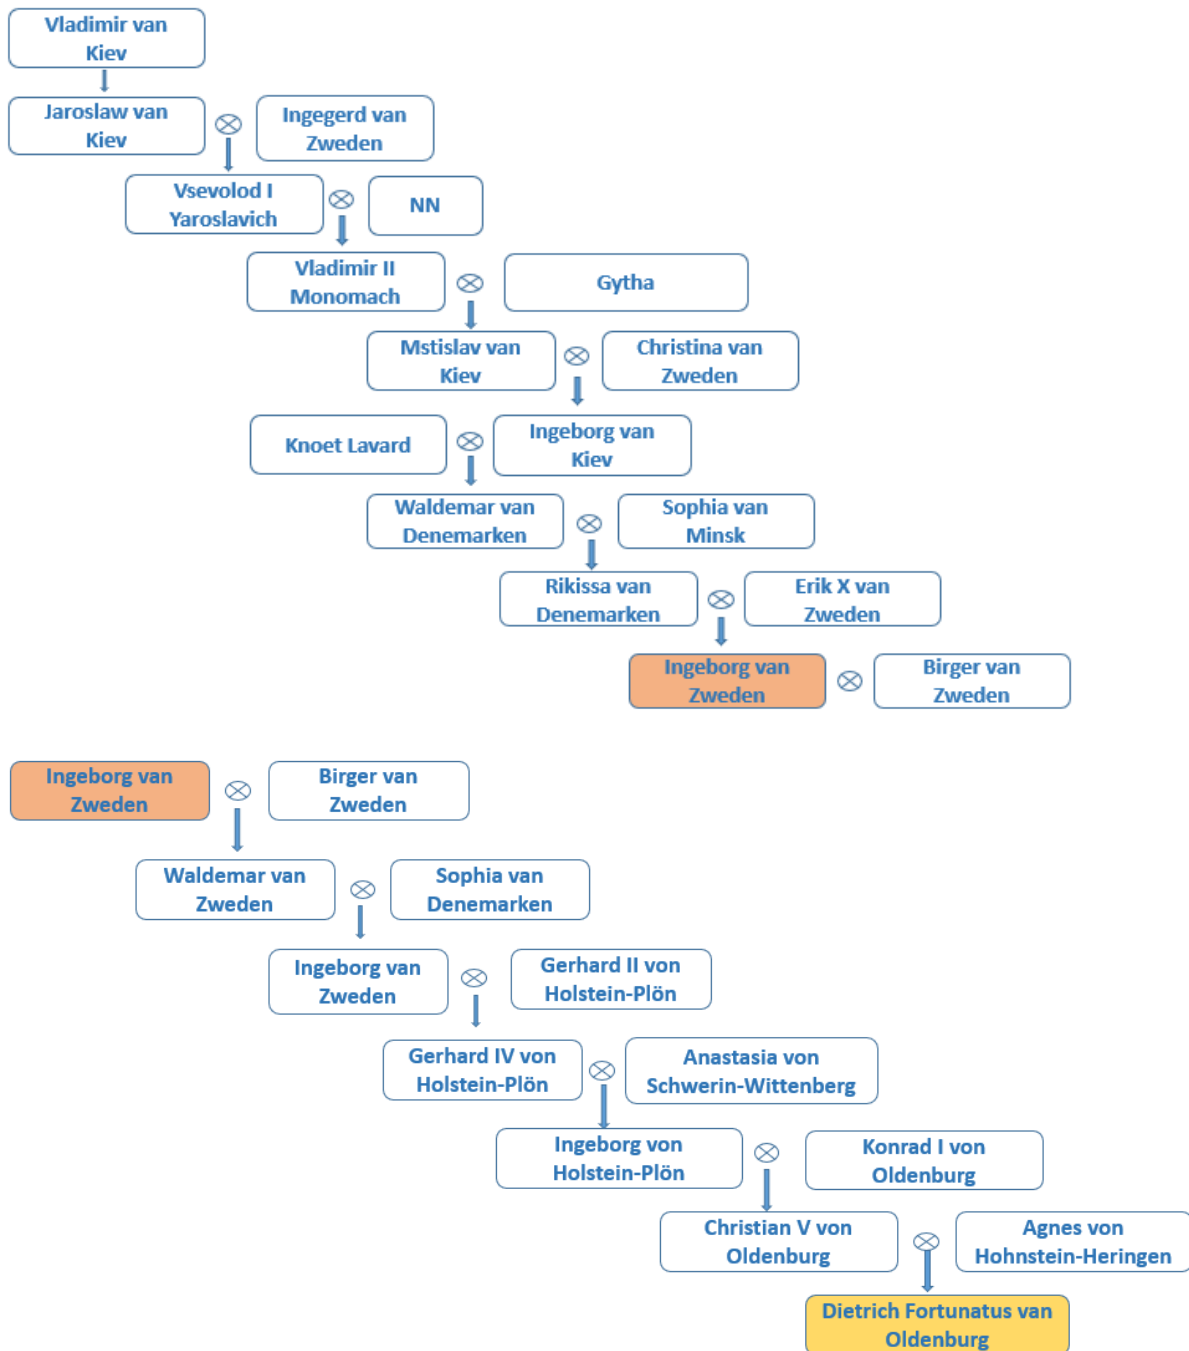 Vladimir van
Kiev
Jaroslaw van
Kiev
Ingegerd van
Zweden
Vsevolod I
Yaroslavich
NN
Vladimir II
Monomach
Gytha
Mstislav van
Kiev
Christina van
Zweden
Knoet Lavard
Ingeborg van
Kiev
Waldemar van
Denemarken
Sophia van
Minsk
Rikissa van
Denemarken
Erik X van
Zweden
Ingeborg van
Zweden
Birger van
Zweden
Ingeborg van
Zweden
Birger van
Zweden
Waldemar van
Zweden
Sophia van
Denemarken
Ingeborg van
Zweden
Gerhard II von
Holstein-Plön
Gerhard IV von
Holstein-Plön
Anastasia von
Schwerin-Wittenberg
Ingeborg von
Holstein-Plön
Konrad I von
Oldenburg
Christian V von
Oldenburg
Agnes von
Hohnstein-Heringen
Dietrich Fortunatus van
Oldenburg